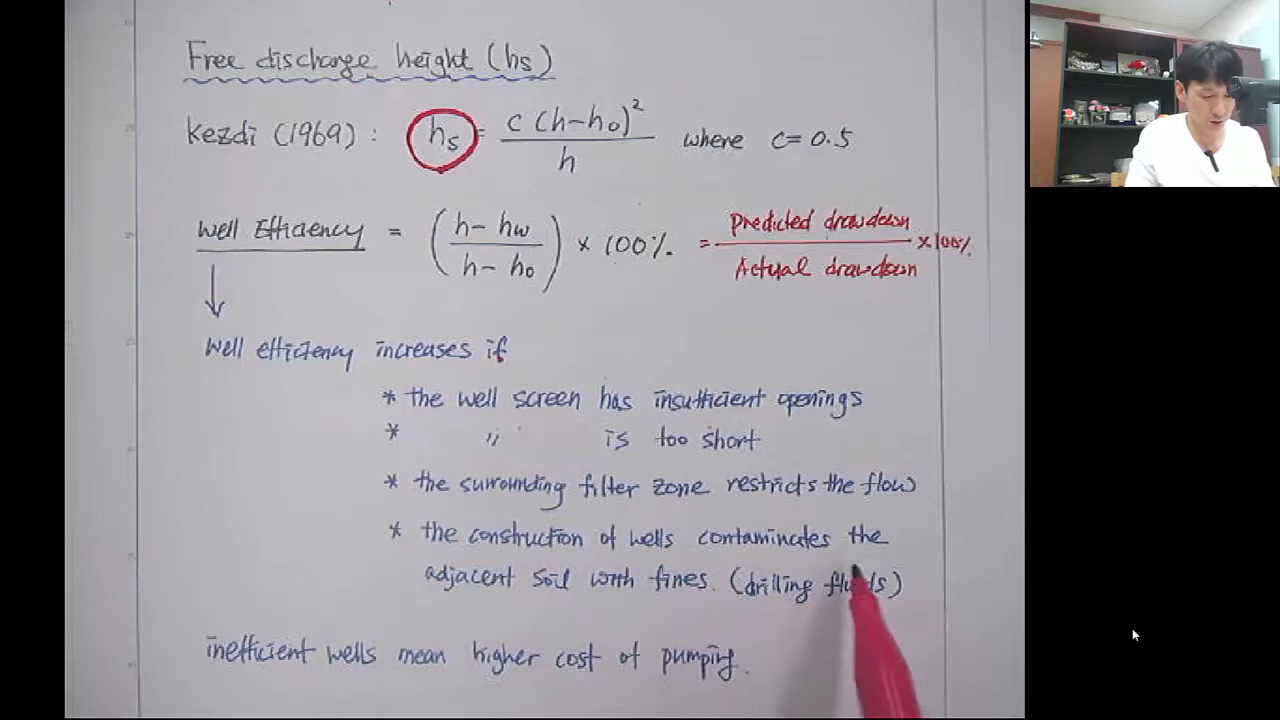 Free discharge height (hs)
Kezdi (1969) : hs = c (h-ho)² / h where c= 0.5
Well Efficiency = ( h- hw / h- ho ) × 100% = Predicted drawdown / Actual drawdown × 100%
Well efficiency increases if
* the well screen has insufficient openings
* " is too short
* the surrounding filter zone restricts the flow
* the construction of wells contaminates the
adjacent soil with fines. (drilling fluids)
inefficient wells mean higher cost of pumping.